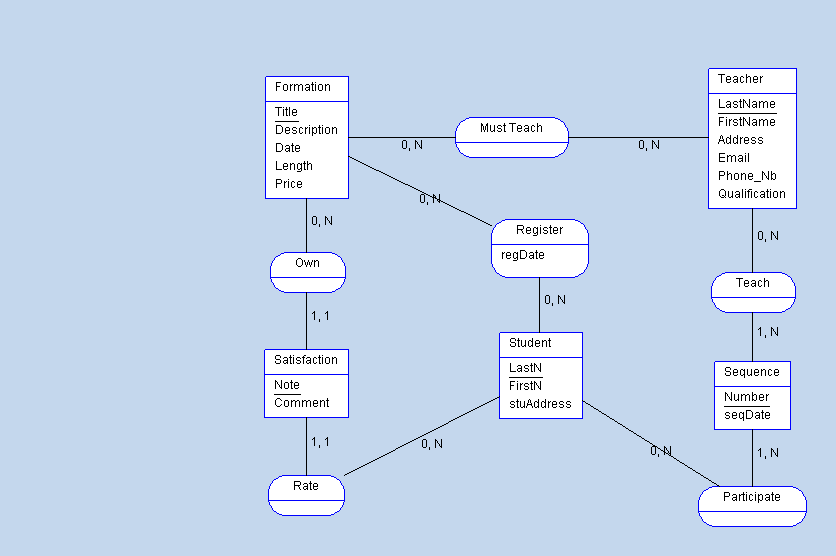 Formation
Title
Description
Date
Length
Price
0, N
Must Teach
0, N
Teacher
LastName
FirstName
Address
Email
Phone_Nb
Qualification
0, N
Register
regDate
0, N
0, N
Own
1, 1
0, N
Teach
1, N
Satisfaction
Note
Comment
Student
LastN
FirstN
stuAddress
Sequence
Number
seqDate
1, 1
0, N
0, N
1, N
Rate
Participate